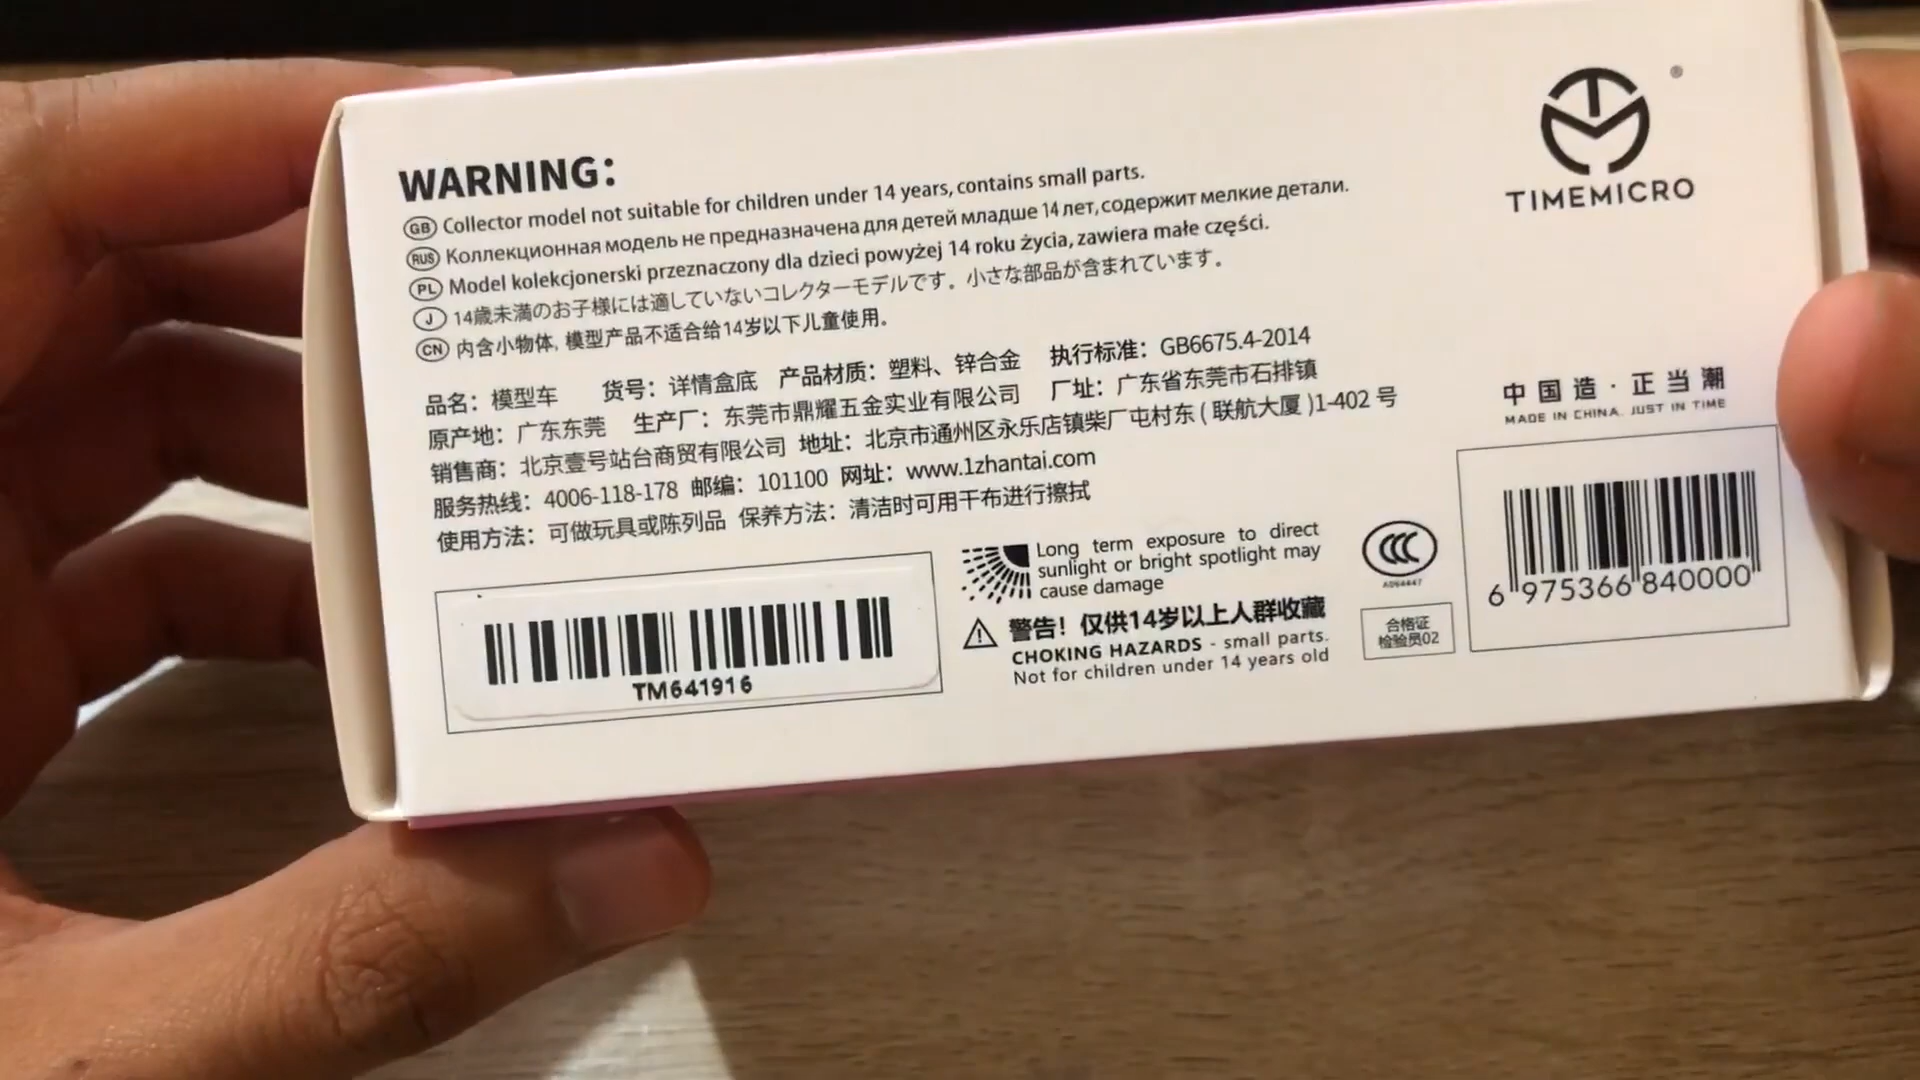 WARNING:
GB Collector model not suitable for children under 14 years, contains small parts.
RUS Коллекционная модель не предназначена для детей младше 14 лет, содержит мелкие детали.
PL Model kolekcjonerski przeznaczony dla dzieci powyżej 14 roku życia, zawiera małe części.
J 14歳未満のお子様には適していないコレクターモデルです。小さな部品が含まれています。
CN 内含小物体, 模型产品不适合给14岁以下儿童使用。
品名：模型车 货号：详情盒底 产品材质：塑料、锌合金 执行标准：GB6675.4-2014
原产地：广东东莞 生产厂：东莞市鼎耀五金实业有限公司 厂址：广东省东莞市石排镇
销售商：北京壹号站台商贸有限公司 地址：北京市通州区永乐店镇柴厂屯村东(联航大厦)1-402 号
服务热线：4006-118-178 邮编：101100 网址：www.1zhantai.com
使用方法：可做玩具或陈列品 保养方法：清洁时可用干布进行擦拭
TM641916
Long term exposure to direct
sunlight or bright spotlight may
cause damage
警告！仅供14岁以上人群收藏
CHOKING HAZARDS - small parts.
Not for children under 14 years old
CCC
A064447
合格证
检验员02
®
TIMEMICRO
中国造·正当潮
MADE IN CHINA. JUST IN TIME
6 975366 840000